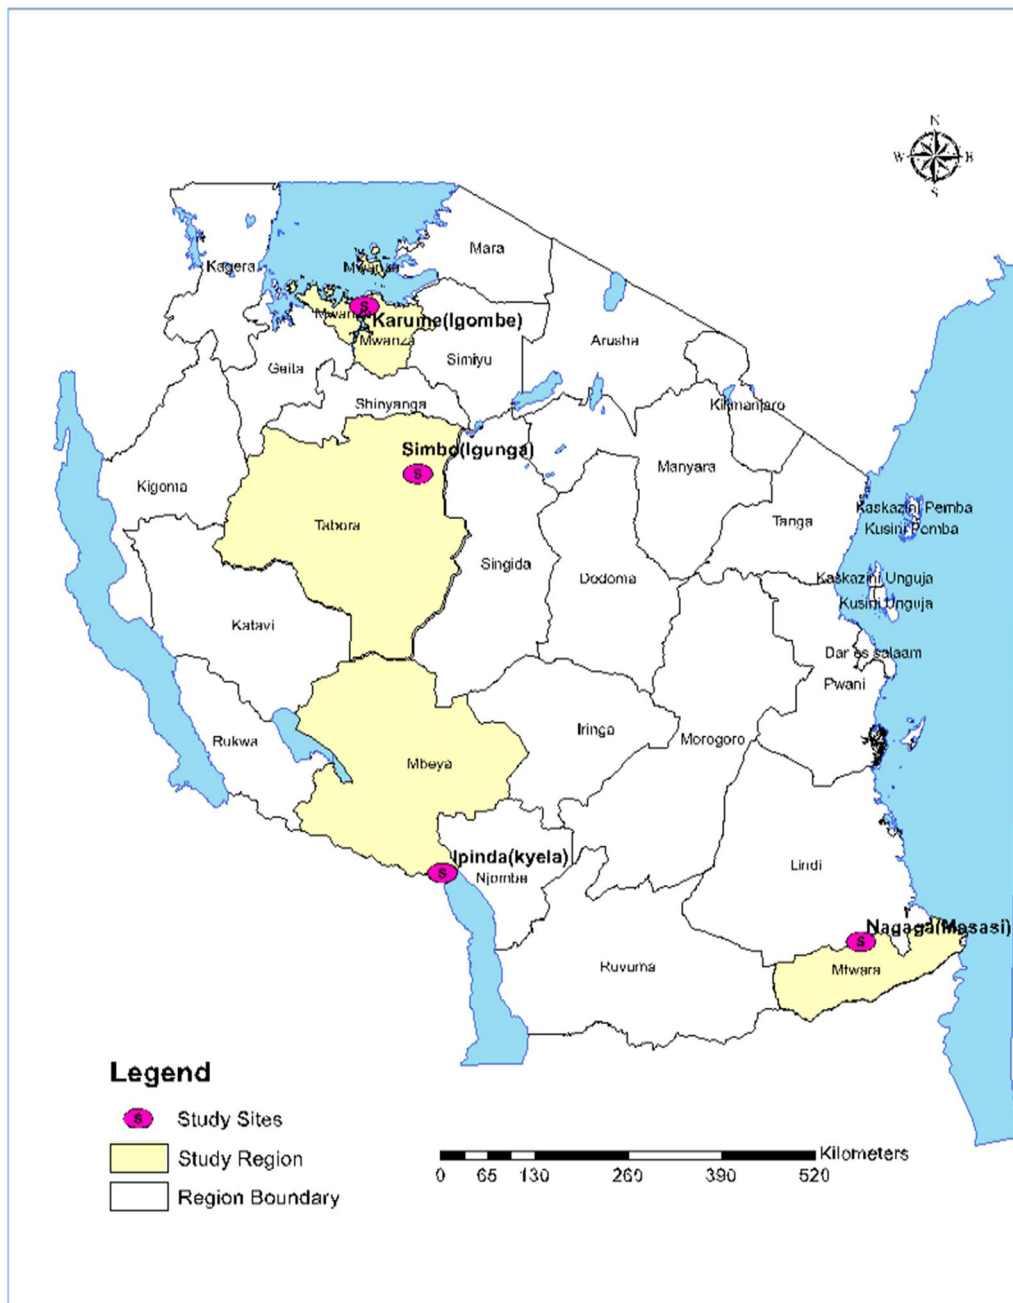 N
W E
S
Mara
Kagera
Mwanza
Mwanza
Karume(Igombe)
Mwanza
Arusha
Simiyu
Geita
Shinyanga
Kilimanjaro
Simbo(Igunga)
S
Manyara
Kigoma
Kaskazini Pemba
Tabora
Tanga
Kusini Pemba
Singida
Dodoma
Kaskazini Unguja
Kusini Unguja
Katavi
Dar es salaam
Pwani
Iringa
Rukwa
Morogoro
Mbeya
Ipinda(kyela)
S
Njombe
Lindi
Nagaga(Masasi)
S
Ruvuma
Mtwara
Legend
S Study Sites
Study Region
Region Boundary
Kilometers
0 65 130 260 390 520
S